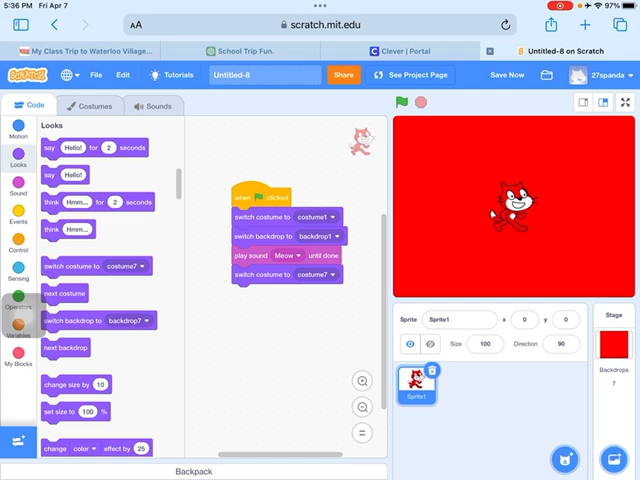 5:36 PM Fri Apr 7
97%
AA
scratch.mit.edu
My Class Trip to Waterloo Village...
School Trip Fun.
Clever | Portal
Untitled-8 on Scratch
SCRATCH
File
Edit
Tutorials
Untitled-8
Share
See Project Page
Save Now
27spanda
Code
Costumes
Sounds
Motion
Looks
Sound
Events
Control
Sensing
Operators
Variables
My Blocks
Looks
say Hello! for 2 seconds
say Hello!
think Hmm... for 2 seconds
think Hmm...
switch costume to costume7
next costume
switch backdrop to backdrop7
next backdrop
change size by 10
set size to 100 %
change color effect by 25
when clicked
switch costume to costume1
switch backdrop to backdrop1
play sound Meow until done
switch costume to costume7
Sprite Sprite1 x 0 y 0
Size 100 Direction 90
Sprite1
Stage
Backdrops
7
Backpack